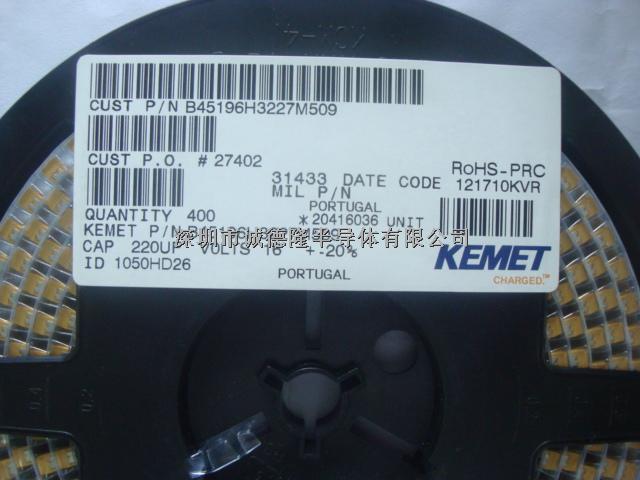 CUST P/N B45196H3227M509
CUST P.O. # 27402
31433 DATE CODE
RoHS-PRC
121710KVR
MIL P/N
PORTUGAL
QUANTITY 400
*20416036 UNIT
KEMET P/N
深圳市诚德隆半导体有限公司
CAP 220UF VOLTS 16 +-20%
ID 1050HD26
PORTUGAL
KEMET
CHARGED.™